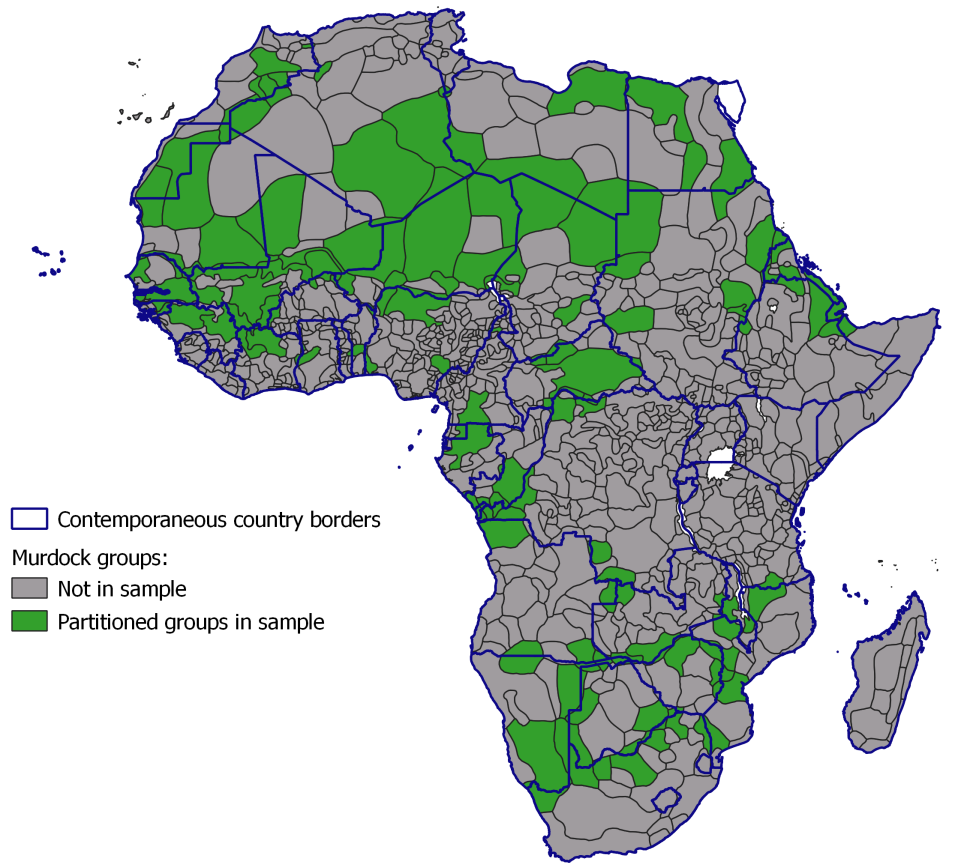 Contemporaneous country borders
Murdock groups:
Not in sample
Partitioned groups in sample